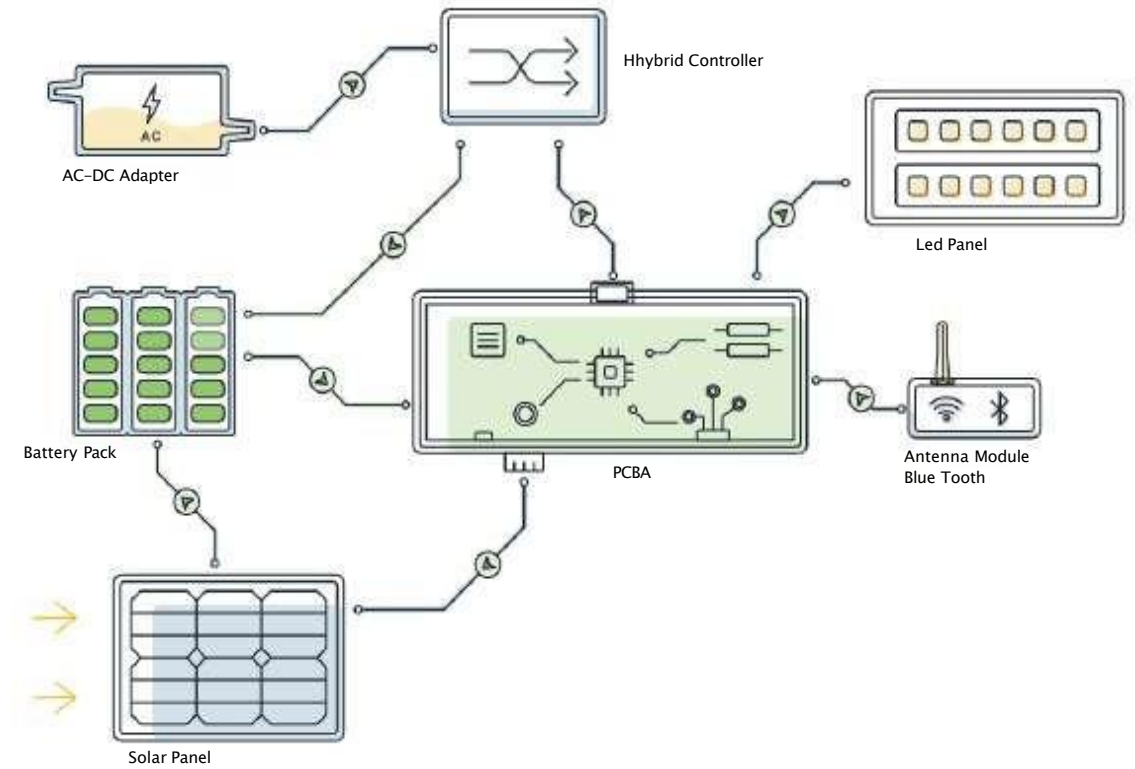 Hhybrid Controller
AC
AC-DC Adapter
Led Panel
Battery Pack
PCBA
Antenna Module
Blue Tooth
Solar Panel